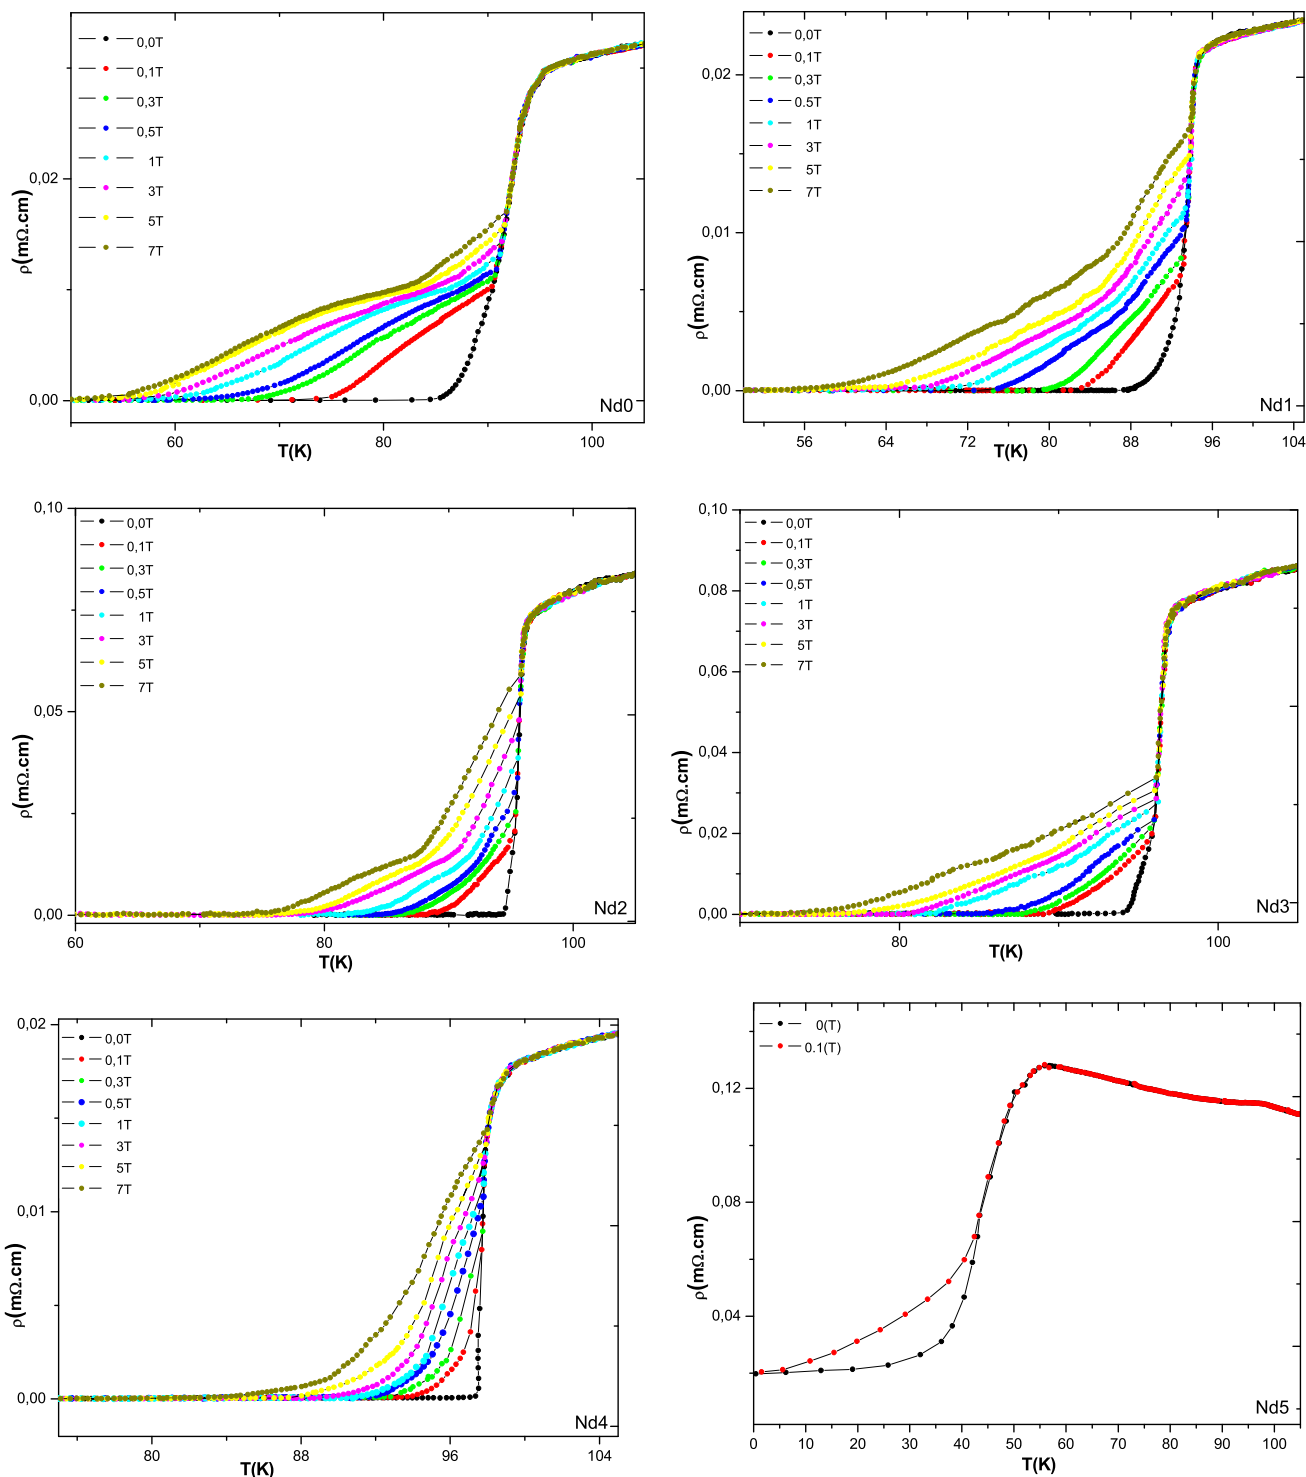 0,0T
0,1T
0,3T
0,5T
1T
3T
5T
7T
ρ(mΩ.cm)
0,02
0,00
60 80 100
T(K)
Nd0
0,0T
0,1T
0,3T
0.5T
1T
3T
5T
7T
ρ(mΩ.cm)
0,02
0,01
0,00
56 64 72 80 88 96 104
T(K)
Nd1
0,10
0,0T
0,1T
0,3T
0,5T
1T
3T
5T
7T
ρ(mΩ.cm)
0,05
0,00
60 80 100
T(K)
Nd2
0,10
0,0T
0,1T
0,3T
0,5T
1T
3T
5T
7T
ρ(mΩ.cm)
0,08
0,06
0,04
0,02
0,00
80 100
T(K)
Nd3
0,02
0,0T
0,1T
0,3T
0,5T
1T
3T
5T
7T
ρ(mΩ.cm)
0,01
0,00
80 88 96 104
T(K)
Nd4
0(T)
0.1(T)
ρ(mΩ.cm)
0,12
0,08
0,04
0 10 20 30 40 50 60 70 80 90 100
T(K)
Nd5